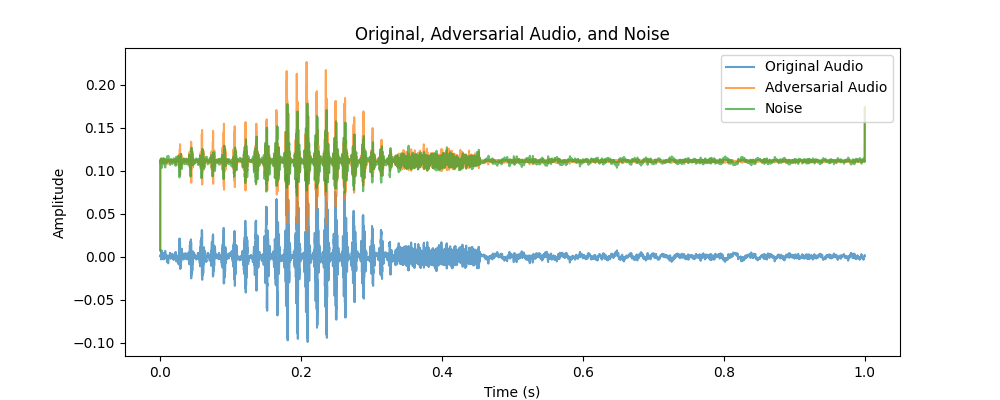 Original, Adversarial Audio, and Noise
Original Audio
Adversarial Audio
Noise
Amplitude
0.20
0.15
0.10
0.05
0.00
−0.05
−0.10
0.0 0.2 0.4 0.6 0.8 1.0
Time (s)